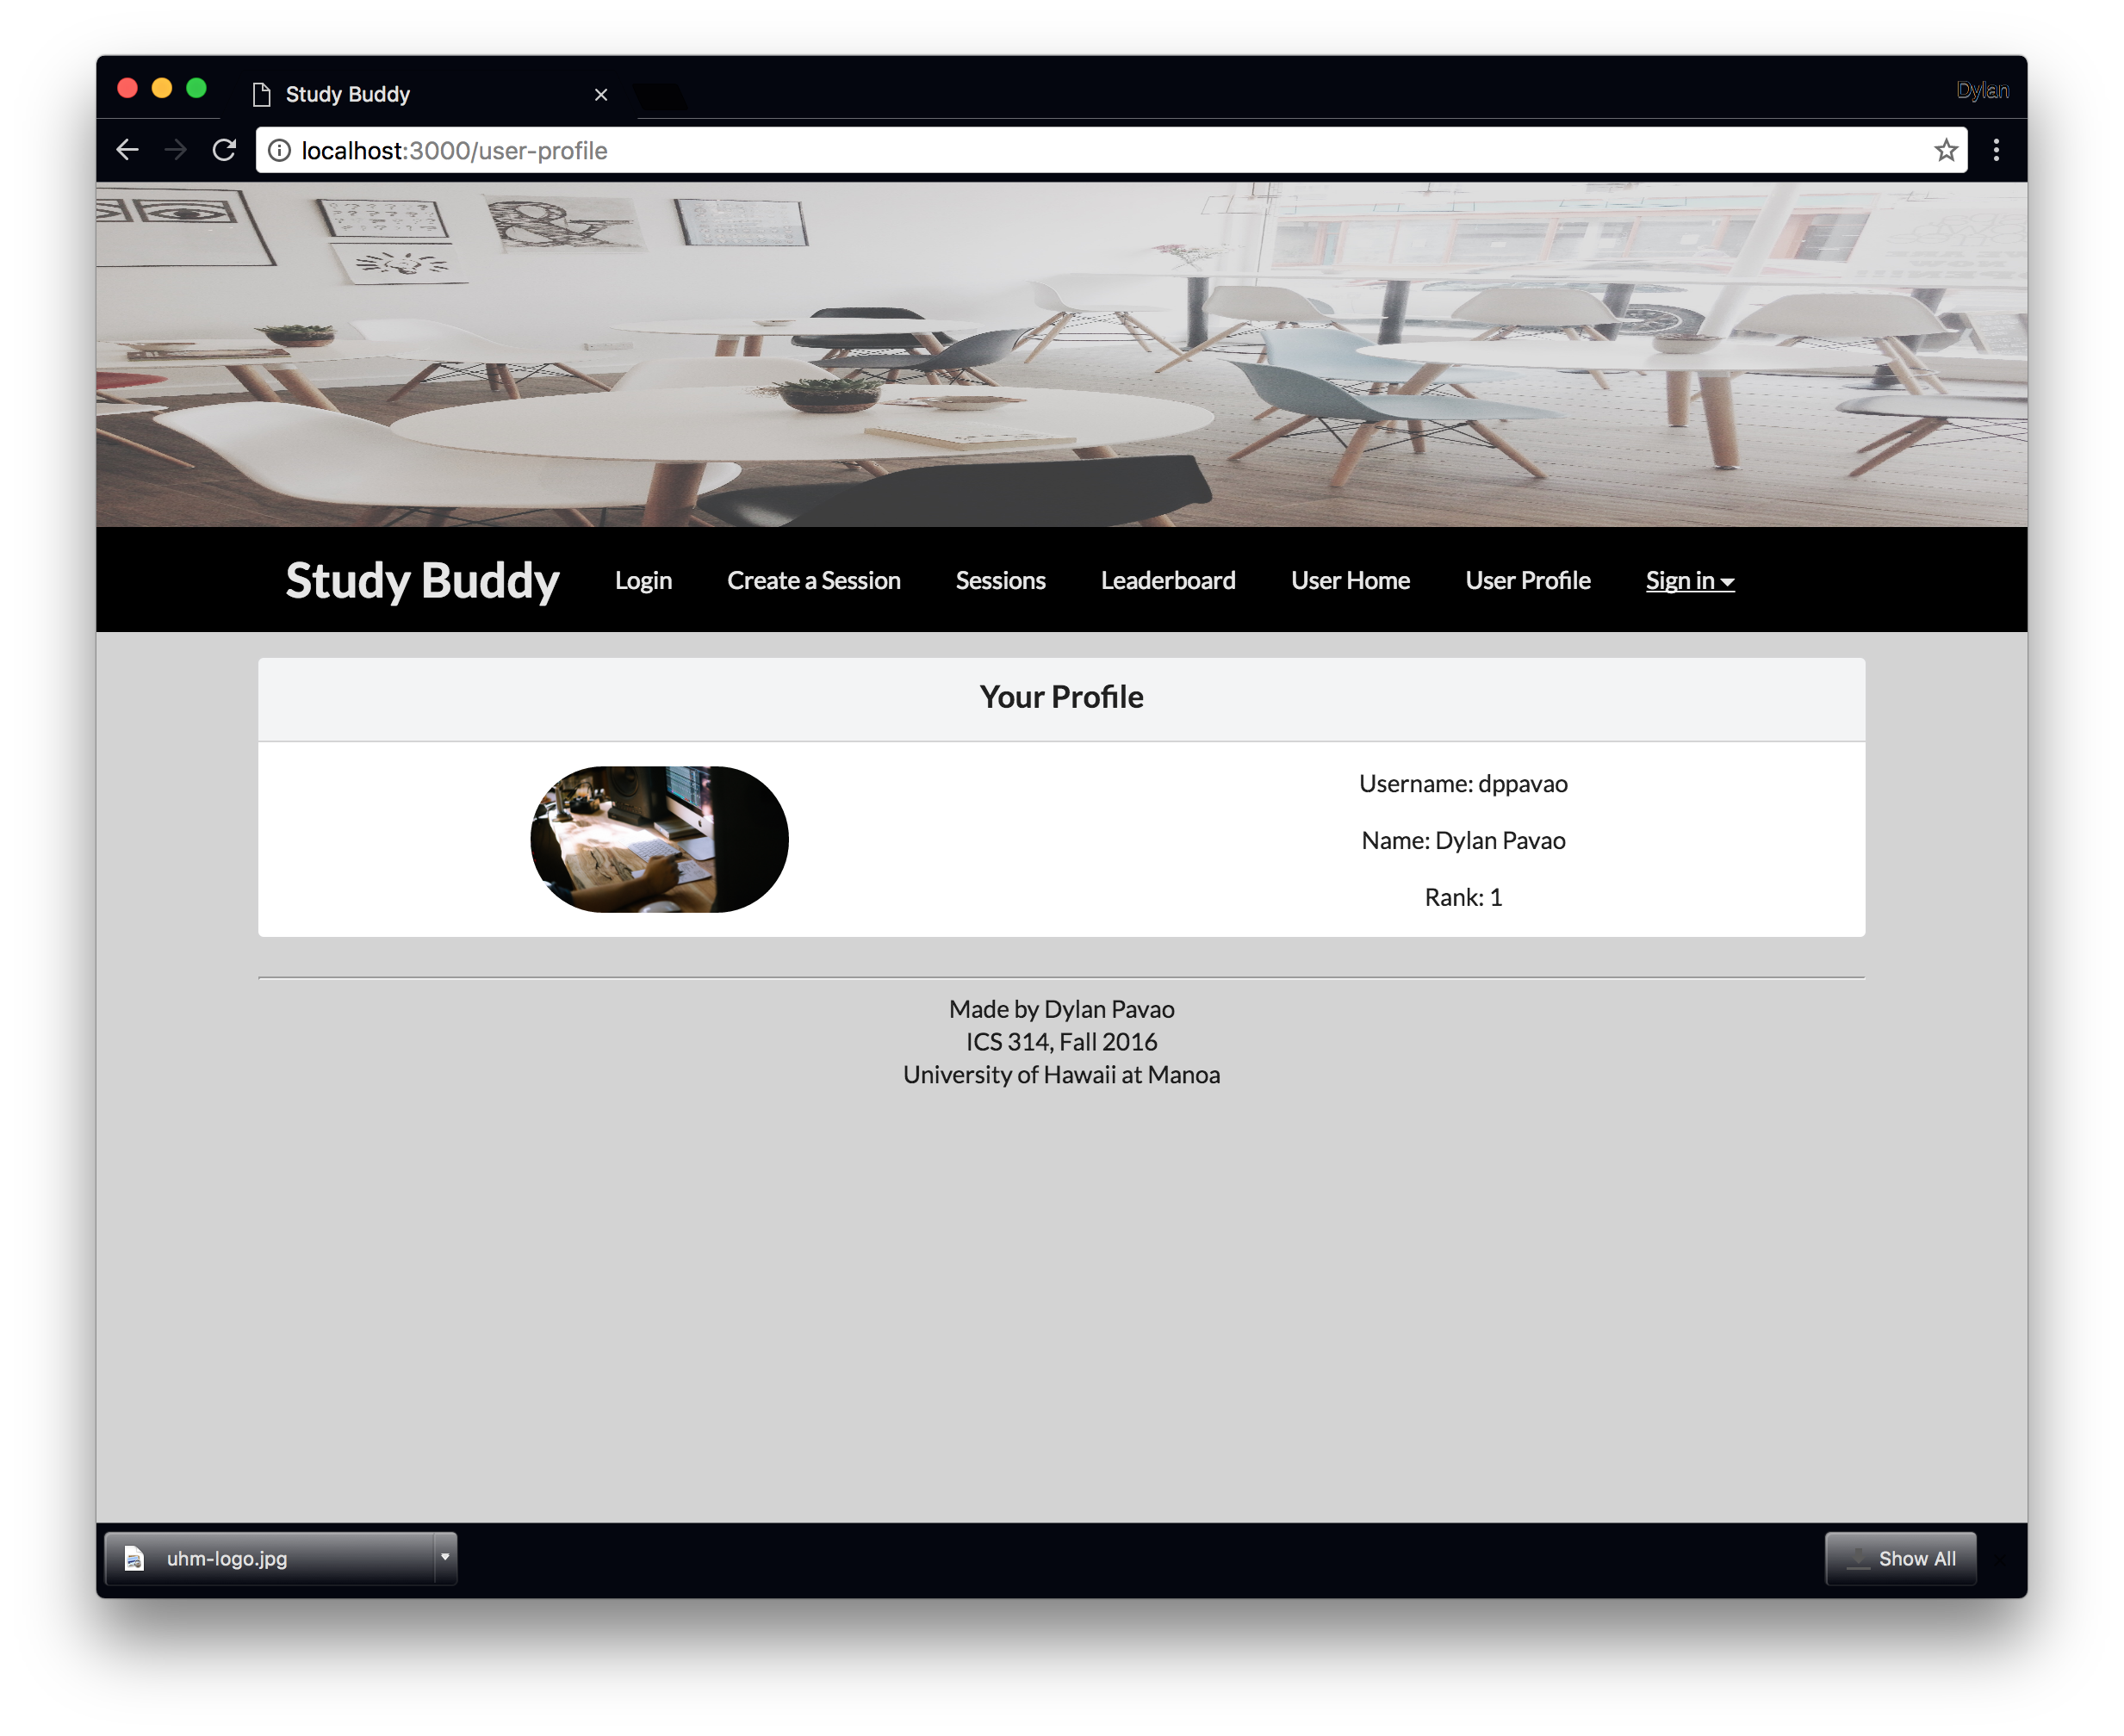 Study Buddy
Dylan
localhost:3000/user-profile
Study Buddy Login Create a Session Sessions Leaderboard User Home User Profile Sign in
Your Profile
Username: dppavao
Name: Dylan Pavao
Rank: 1
Made by Dylan Pavao
ICS 314, Fall 2016
University of Hawaii at Manoa
uhm-logo.jpg
Show All